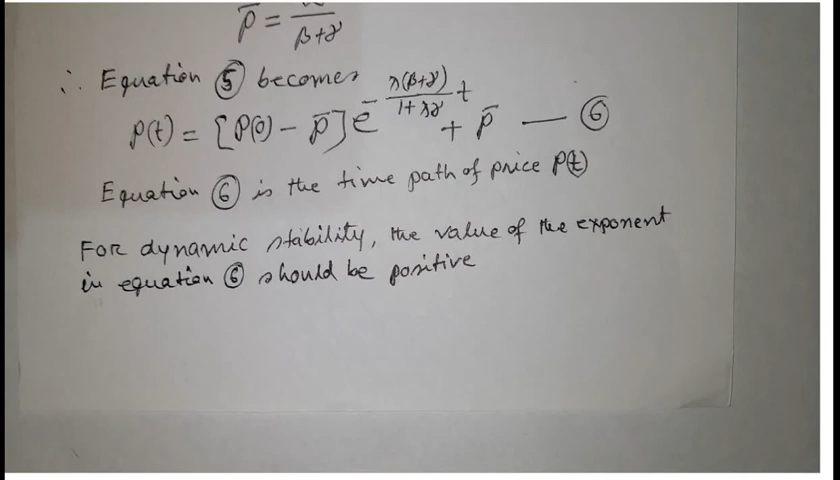 p̄ = / β+γ
∴ Equation ⑤ becomes
P(t) = [P(0) - p̄] e^{- λ(β+γ)/1+λγ t} + p̄ — ⑥
Equation ⑥ is the time path of price P(t)
For dynamic stability, the value of the exponent
in equation ⑥ should be positive